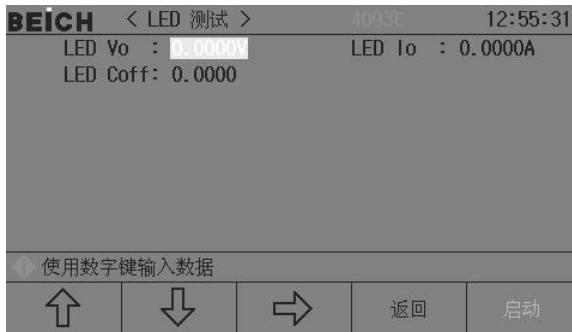 BEICH < LED 测试 > 4093℃ 12:55:31
LED Vo : 0.0000V LED Io : 0.0000A
LED Coff: 0.0000
使用数字键输入数据
返回 启动